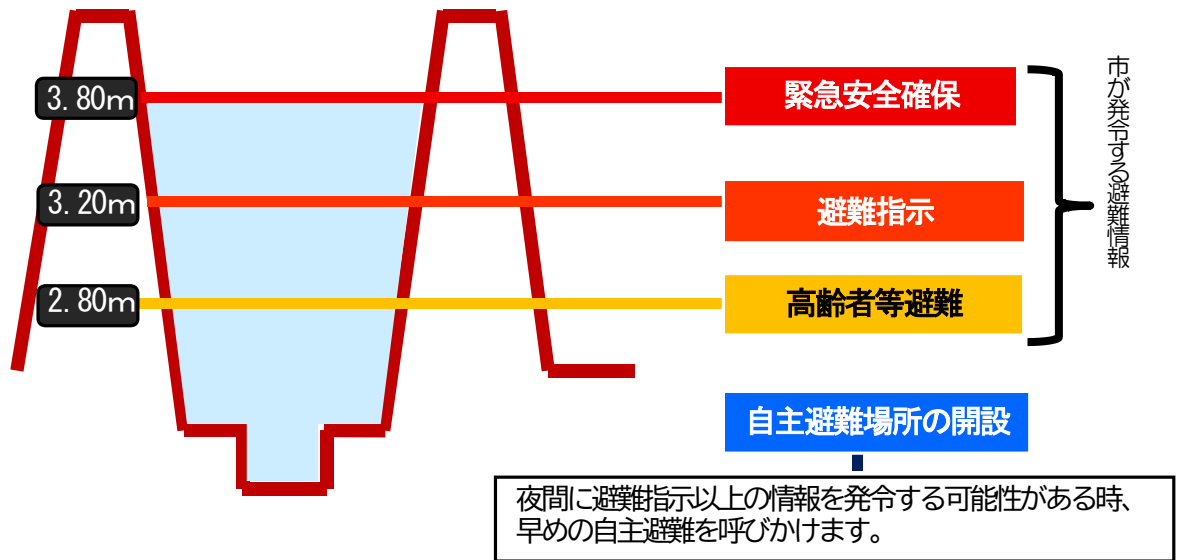 3.80m
緊急安全確保
3.20m
避難指示
2.80m
高齢者等避難
市が発令する避難情報
自主避難場所の開設
夜間に避難指示以上の情報を発令する可能性がある時、
早めの自主避難を呼びかけます。